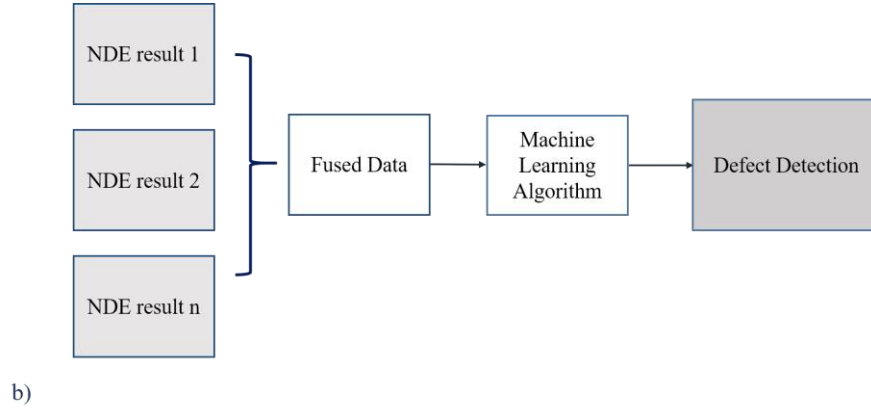 NDE result 1
NDE result 2
NDE result n
Fused Data
Machine
Learning
Algorithm
Defect Detection
b)